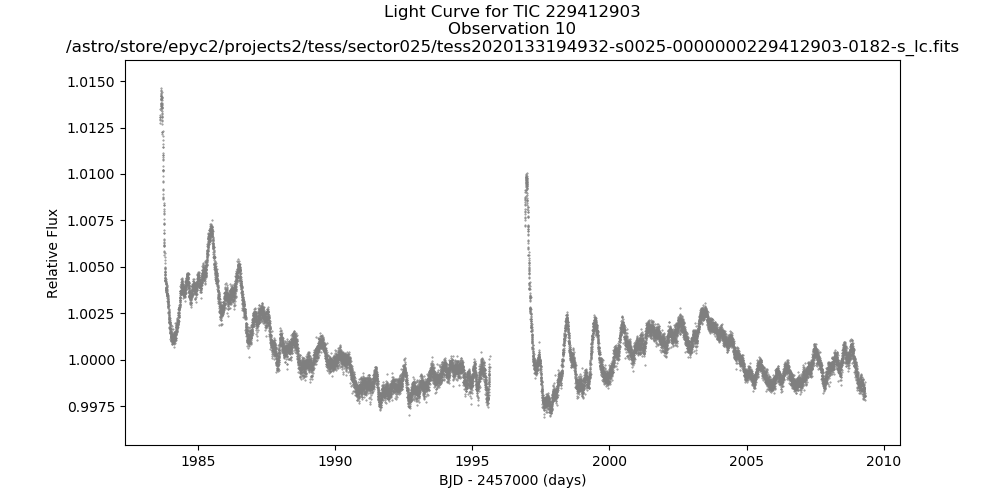 Light Curve for TIC 229412903
Observation 10
/astro/store/epyc2/projects2/tess/sector025/tess2020133194932-s0025-0000000229412903-0182-s_lc.fits
1.0150
1.0125
1.0100
1.0075
1.0050
1.0025
1.0000
0.9975
Relative Flux
1985 1990 1995 2000 2005 2010
BJD - 2457000 (days)